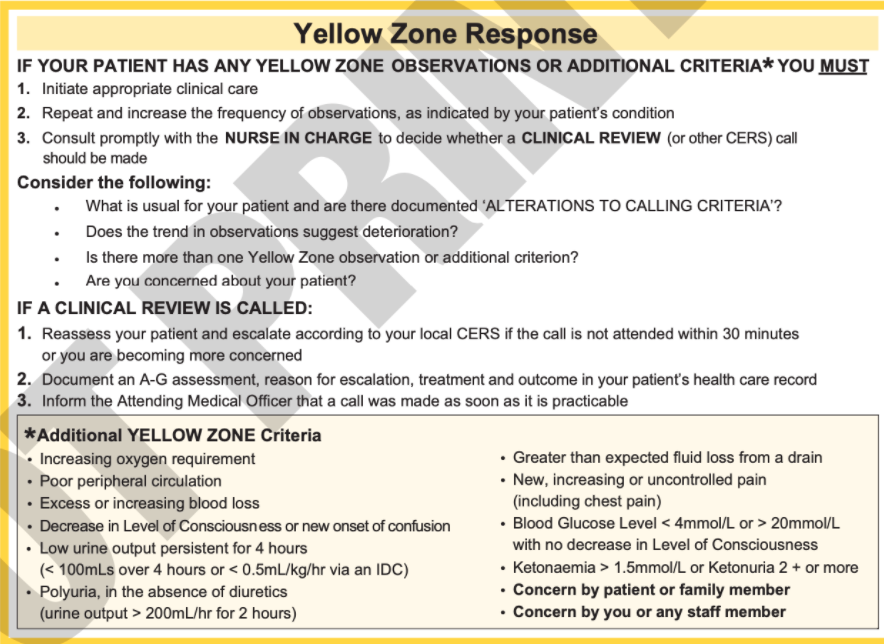 Yellow Zone Response
IF YOUR PATIENT HAS ANY YELLOW ZONE OBSERVATIONS OR ADDITIONAL CRITERIA* YOU MUST
1. Initiate appropriate clinical care
2. Repeat and increase the frequency of observations, as indicated by your patient's condition
3. Consult promptly with the NURSE IN CHARGE to decide whether a CLINICAL REVIEW (or other CERS) call
should be made
Consider the following:
• What is usual for your patient and are there documented 'ALTERATIONS TO CALLING CRITERIA'?
• Does the trend in observations suggest deterioration?
• Is there more than one Yellow Zone observation or additional criterion?
• Are you concerned about your patient?
IF A CLINICAL REVIEW IS CALLED:
1. Reassess your patient and escalate according to your local CERS if the call is not attended within 30 minutes
or you are becoming more concerned
2. Document an A-G assessment, reason for escalation, treatment and outcome in your patient's health care record
3. Inform the Attending Medical Officer that a call was made as soon as it is practicable
*Additional YELLOW ZONE Criteria
• Increasing oxygen requirement
• Poor peripheral circulation
• Excess or increasing blood loss
• Decrease in Level of Consciousness or new onset of confusion
• Low urine output persistent for 4 hours
(< 100mLs over 4 hours or < 0.5mL/kg/hr via an IDC)
• Polyuria, in the absence of diuretics
(urine output > 200mL/hr for 2 hours)
• Greater than expected fluid loss from a drain
• New, increasing or uncontrolled pain
(including chest pain)
• Blood Glucose Level < 4mmol/L or > 20mmol/L
with no decrease in Level of Consciousness
• Ketonaemia > 1.5mmol/L or Ketonuria 2 + or more
• Concern by patient or family member
• Concern by you or any staff member